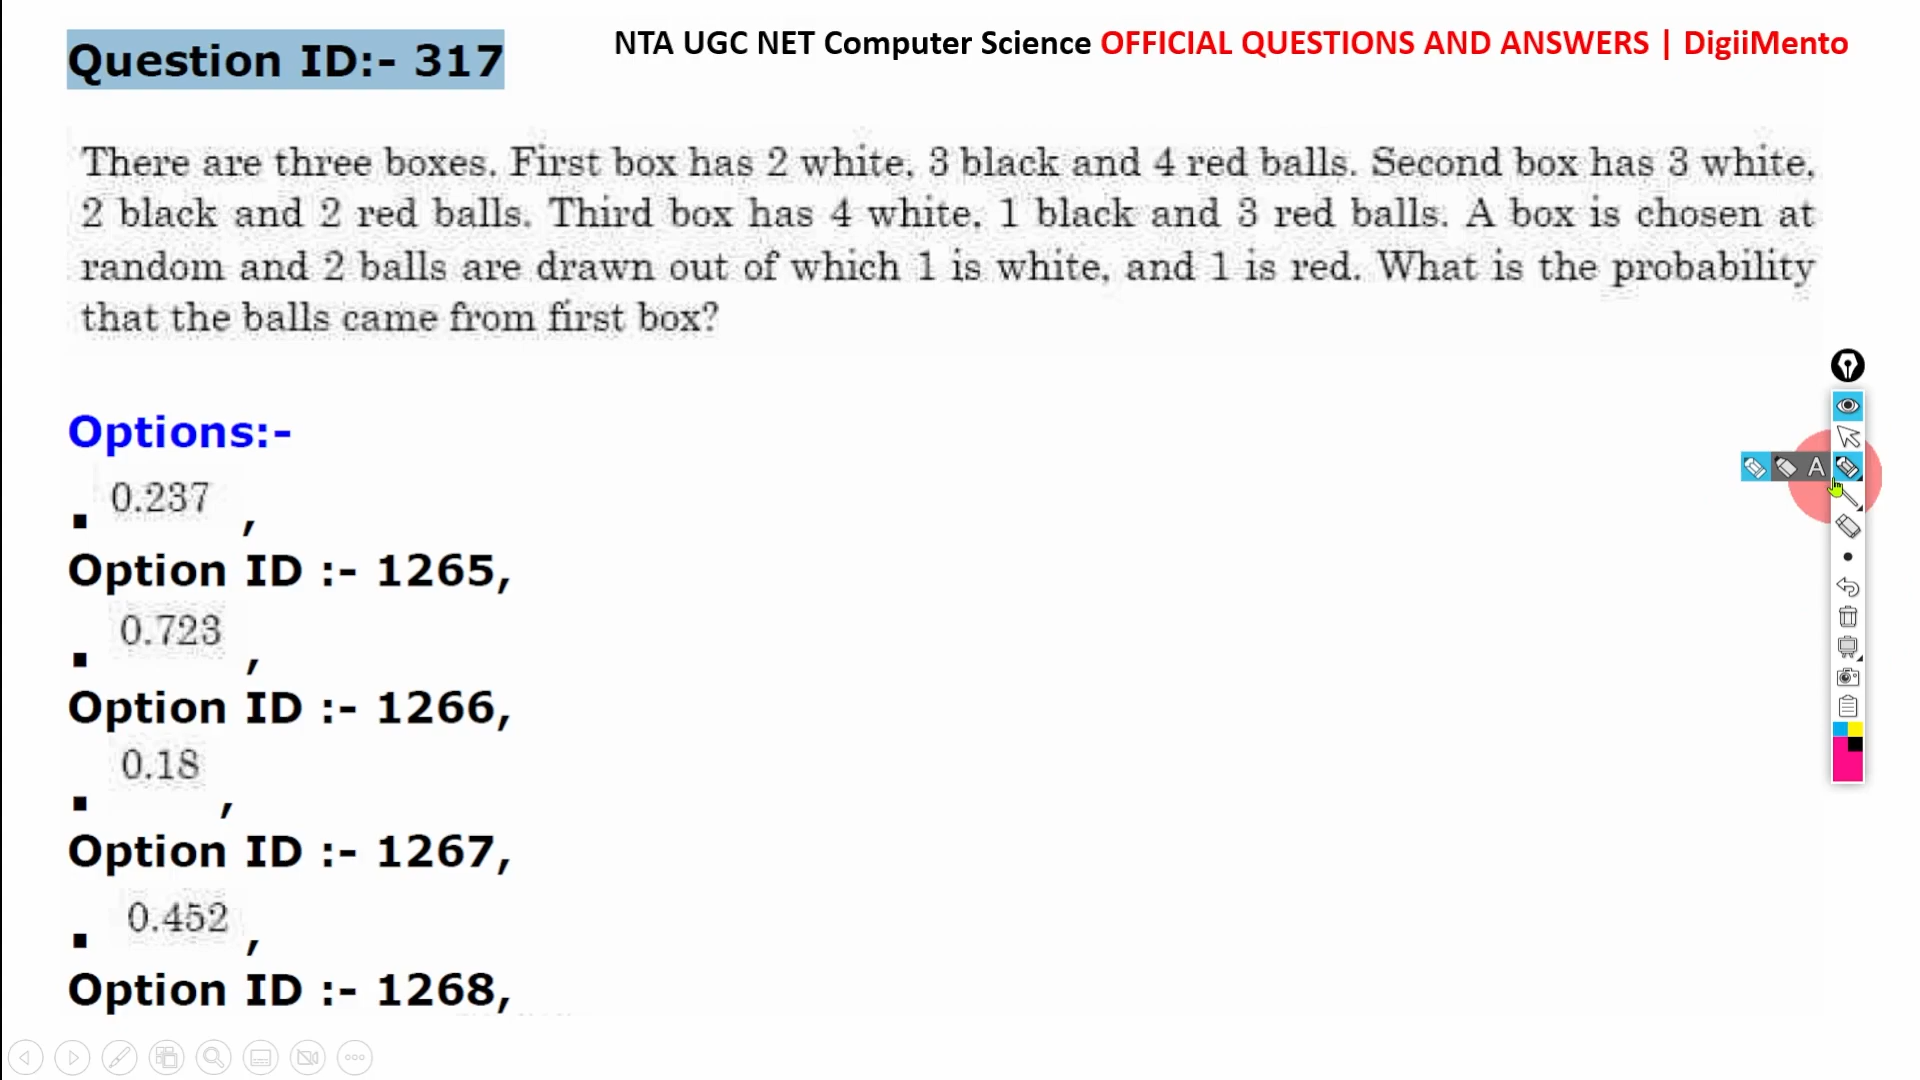 Question ID:- 317
NTA UGC NET Computer Science OFFICIAL QUESTIONS AND ANSWERS | DigiiMento
There are three boxes. First box has 2 white, 3 black and 4 red balls. Second box has 3 white,
2 black and 2 red balls. Third box has 4 white, 1 black and 3 red balls. A box is chosen at
random and 2 balls are drawn out of which 1 is white, and 1 is red. What is the probability
that the balls came from first box?
Options:-
▪ 0.237 ,
Option ID :- 1265,
▪ 0.723 ,
Option ID :- 1266,
▪ 0.18 ,
Option ID :- 1267,
▪ 0.452 ,
Option ID :- 1268,
A